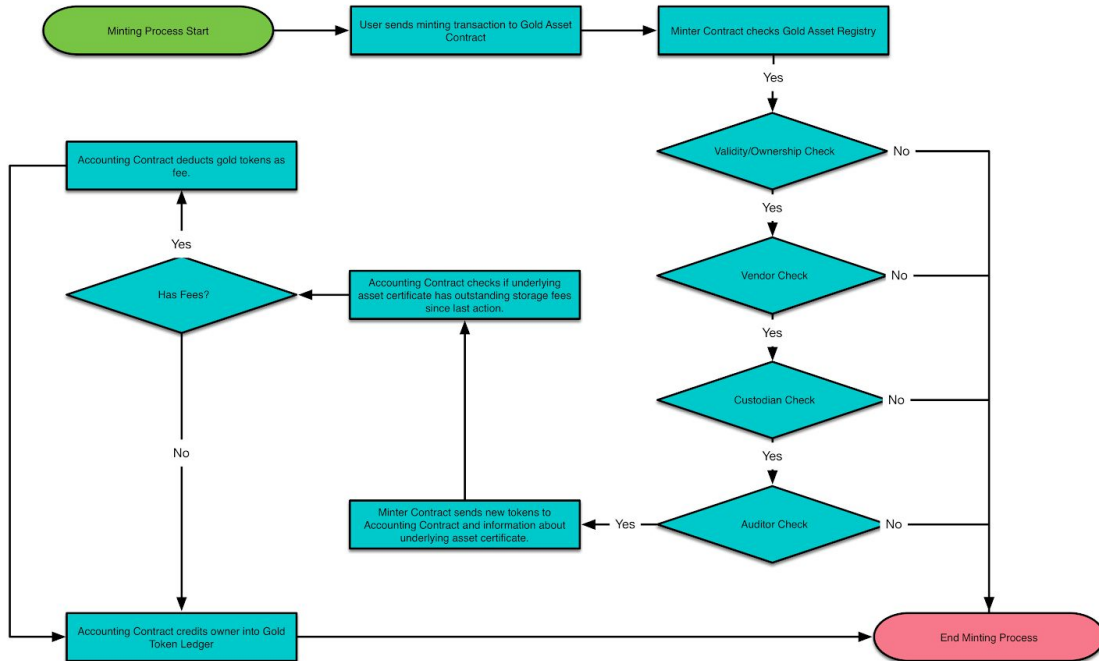 Minting Process Start
User sends minting transaction to Gold Asset
Contract
Minter Contract checks Gold Asset Registry
Yes
Validity/Ownership Check
No
Accounting Contract deducts gold tokens as
fee.
Yes
Yes
Vendor Check
No
Has Fees?
Accounting Contract checks if underlying
asset certificate has outstanding storage fees
since last action.
Yes
Custodian Check
No
No
Yes
Minter Contract sends new tokens to
Accounting Contract and information about
underlying asset certificate.
Yes
Auditor Check
No
Accounting Contract credits owner into Gold
Token Ledger
End Minting Process